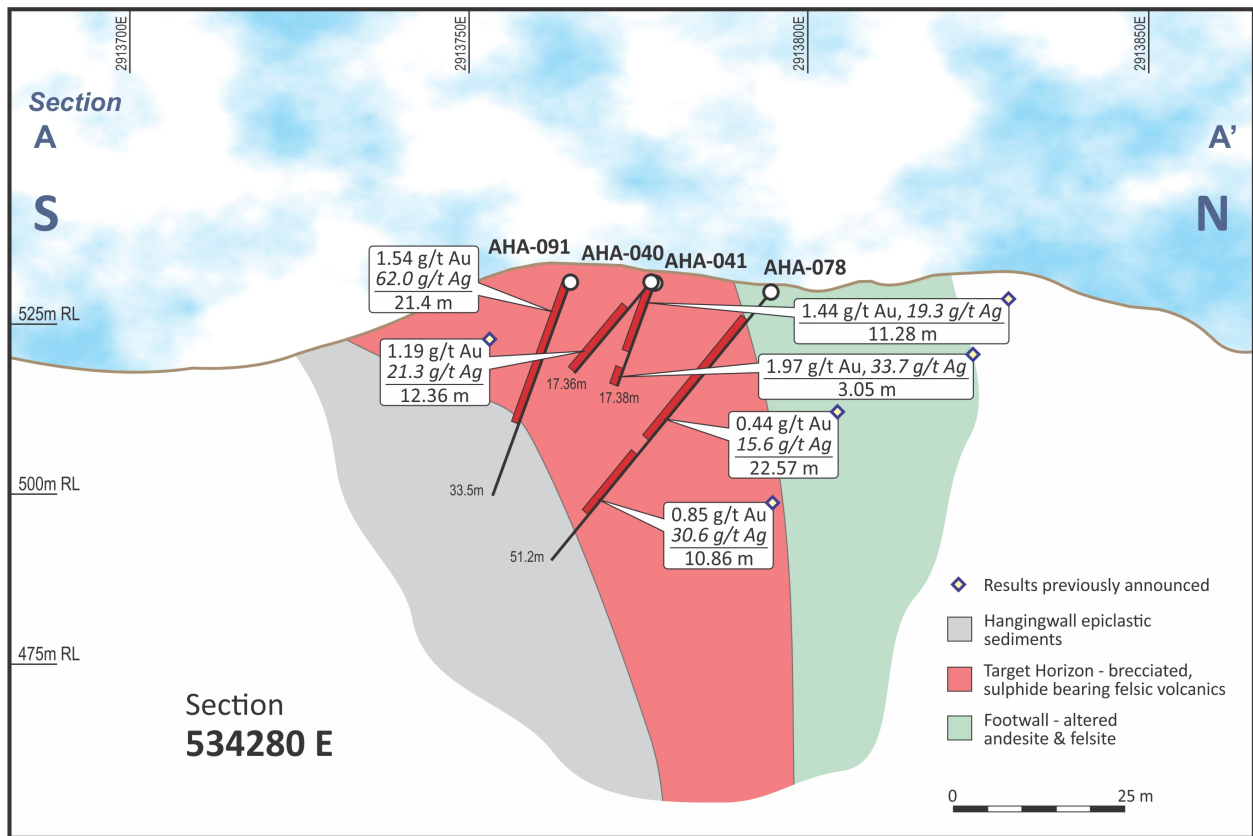 2913700E
2913750E
2913800E
2913850E
Section
A
A’
S
N
AHA-091
AHA-040
AHA-041
AHA-078
1.54 g/t Au
62.0 g/t Ag
21.4 m
1.44 g/t Au, 19.3 g/t Ag
11.28 m
525m RL
1.19 g/t Au
21.3 g/t Ag
12.36 m
1.97 g/t Au, 33.7 g/t Ag
3.05 m
17.36m
17.38m
0.44 g/t Au
15.6 g/t Ag
22.57 m
500m RL
33.5m
0.85 g/t Au
30.6 g/t Ag
10.86 m
51.2m
475m RL
Results previously announced
Hangingwall epiclastic
sediments
Target Horizon - brecciated,
sulphide bearing felsic volcanics
Footwall - altered
andesite & felsite
Section
534280 E
0
25 m